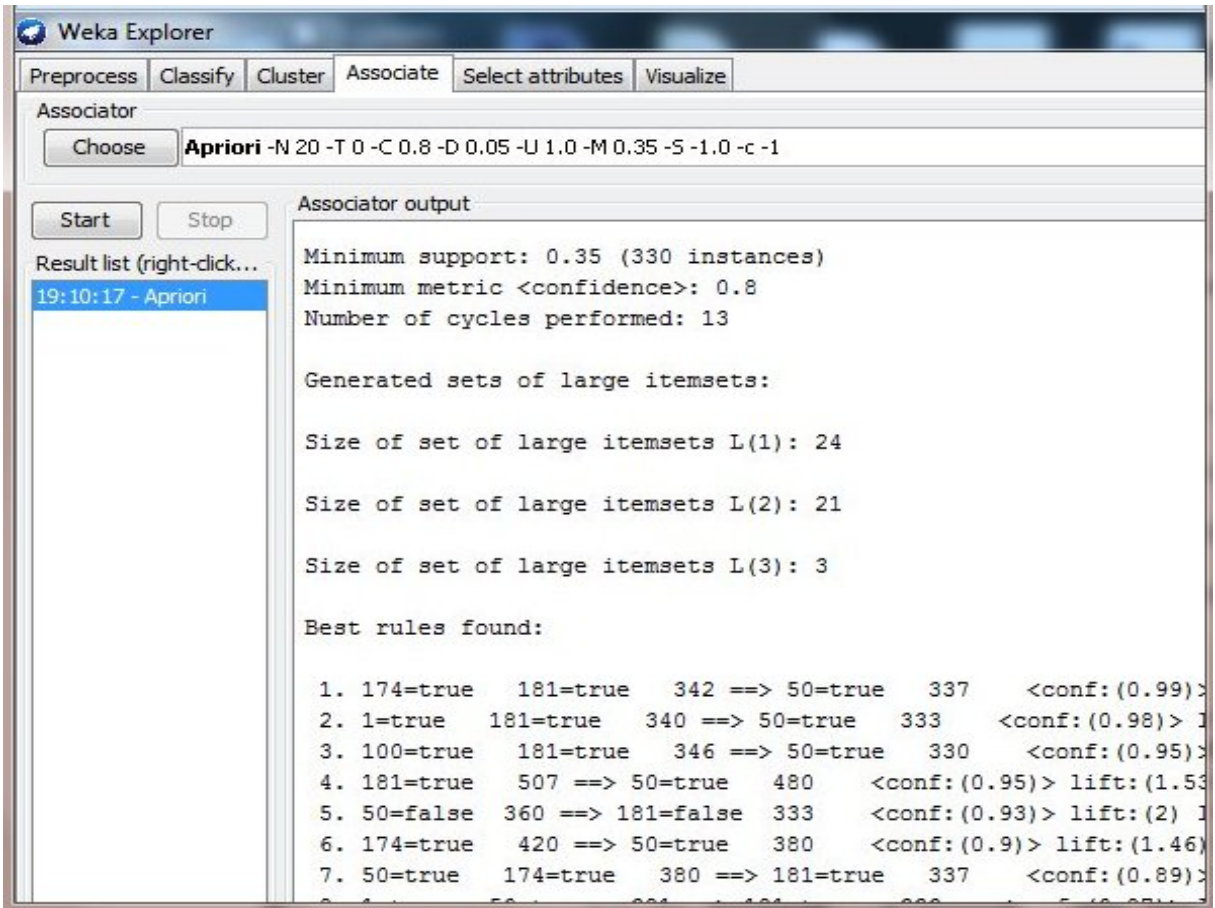 Weka Explorer
Preprocess Classify Cluster Associate Select attributes Visualize
Associator
Choose Apriori -N 20 -T 0 -C 0.8 -D 0.05 -U 1.0 -M 0.35 -S -1.0 -c -1
Start Stop
Result list (right-click...
19:10:17 - Apriori
Associator output
Minimum support: 0.35 (330 instances)
Minimum metric <confidence>: 0.8
Number of cycles performed: 13
Generated sets of large itemsets:
Size of set of large itemsets L(1): 24
Size of set of large itemsets L(2): 21
Size of set of large itemsets L(3): 3
Best rules found:
1. 174=true 181=true 342 ==> 50=true 337 <conf:(0.99)>
2. 1=true 181=true 340 ==> 50=true 333 <conf:(0.98)>
3. 100=true 181=true 346 ==> 50=true 330 <conf:(0.95)>
4. 181=true 507 ==> 50=true 480 <conf:(0.95)> lift:(1.53
5. 50=false 360 ==> 181=false 333 <conf:(0.93)> lift:(2)
6. 174=true 420 ==> 50=true 380 <conf:(0.9)> lift:(1.46)
7. 50=true 174=true 380 ==> 181=true 337 <conf:(0.89)>